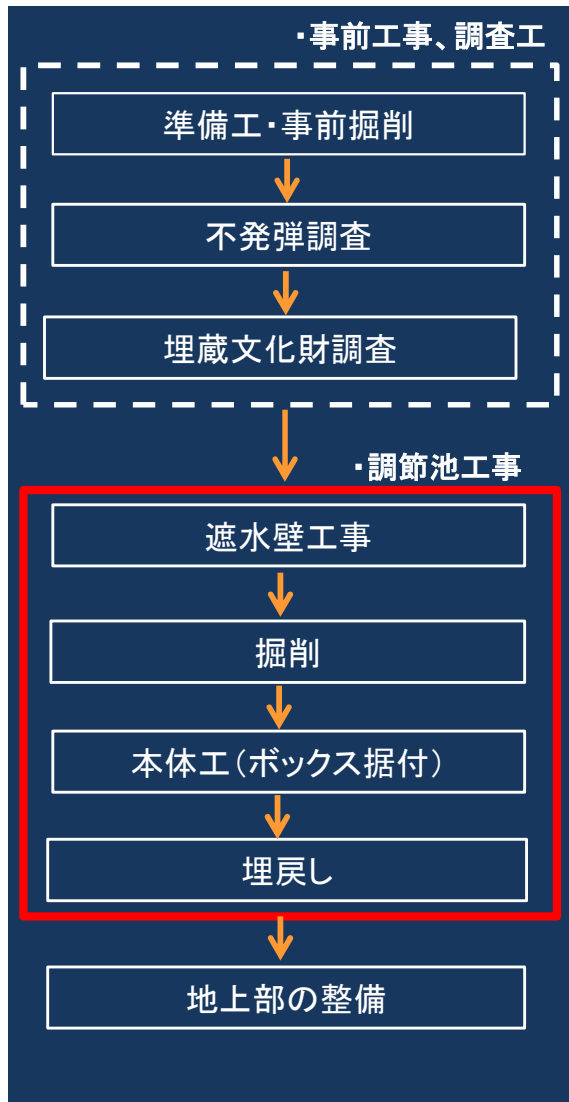 ・事前工事、調査工
準備工・事前掘削
不発弾調査
埋蔵文化財調査
・調節池工事
遮水壁工事
掘削
本体工（ボックス据付）
埋戻し
地上部の整備